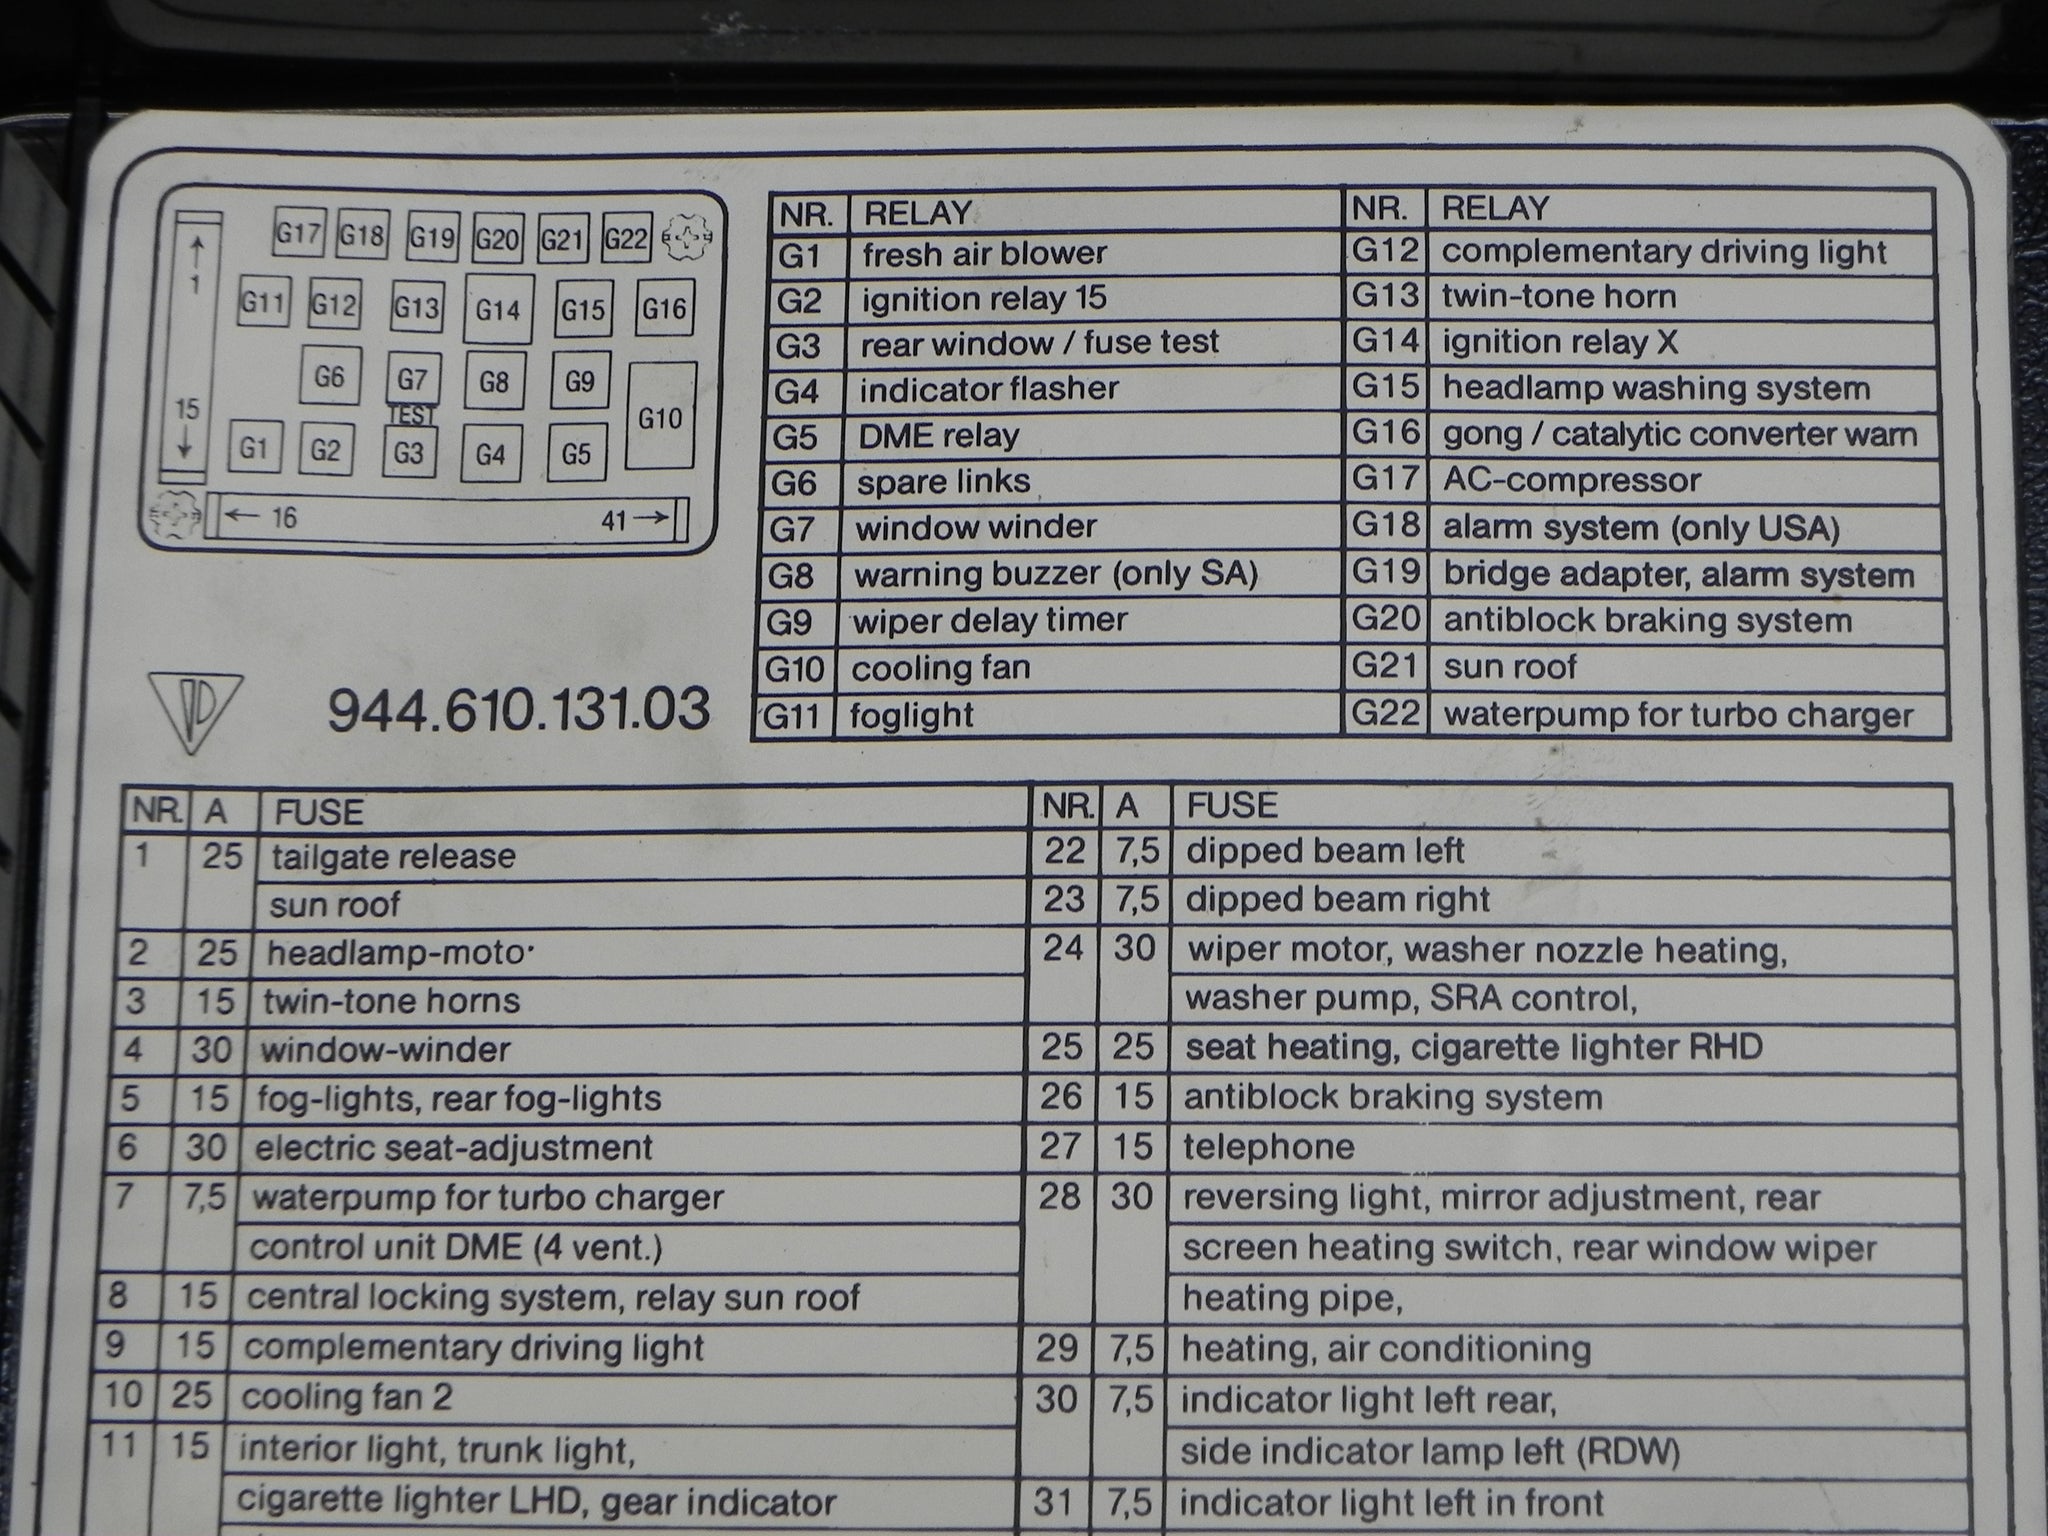 G17 G18 G19 G20 G21 G22
1
G11 G12 G13 G14 G15 G16
G6 G7 G8 G9
G10
15
TEST
G1 G2 G3 G4 G5
← 16 41 →
944.610.131.03
NR. RELAY
G1 fresh air blower
G2 ignition relay 15
G3 rear window / fuse test
G4 indicator flasher
G5 DME relay
G6 spare links
G7 window winder
G8 warning buzzer (only SA)
G9 wiper delay timer
G10 cooling fan
G11 foglight
NR. RELAY
G12 complementary driving light
G13 twin-tone horn
G14 ignition relay X
G15 headlamp washing system
G16 gong / catalytic converter warn
G17 AC-compressor
G18 alarm system (only USA)
G19 bridge adapter, alarm system
G20 antiblock braking system
G21 sun roof
G22 waterpump for turbo charger
NR. A FUSE
1 25 tailgate release
sun roof
2 25 headlamp-moto
3 15 twin-tone horns
4 30 window-winder
5 15 fog-lights, rear fog-lights
6 30 electric seat-adjustment
7 7,5 waterpump for turbo charger
control unit DME (4 vent.)
8 15 central locking system, relay sun roof
9 15 complementary driving light
10 25 cooling fan 2
11 15 interior light, trunk light,
cigarette lighter LHD, gear indicator
NR. A FUSE
22 7,5 dipped beam left
23 7,5 dipped beam right
24 30 wiper motor, washer nozzle heating,
washer pump, SRA control,
25 25 seat heating, cigarette lighter RHD
26 15 antiblock braking system
27 15 telephone
28 30 reversing light, mirror adjustment, rear
screen heating switch, rear window wiper
heating pipe,
29 7,5 heating, air conditioning
30 7,5 indicator light left rear,
side indicator lamp left (RDW)
31 7,5 indicator light left in front